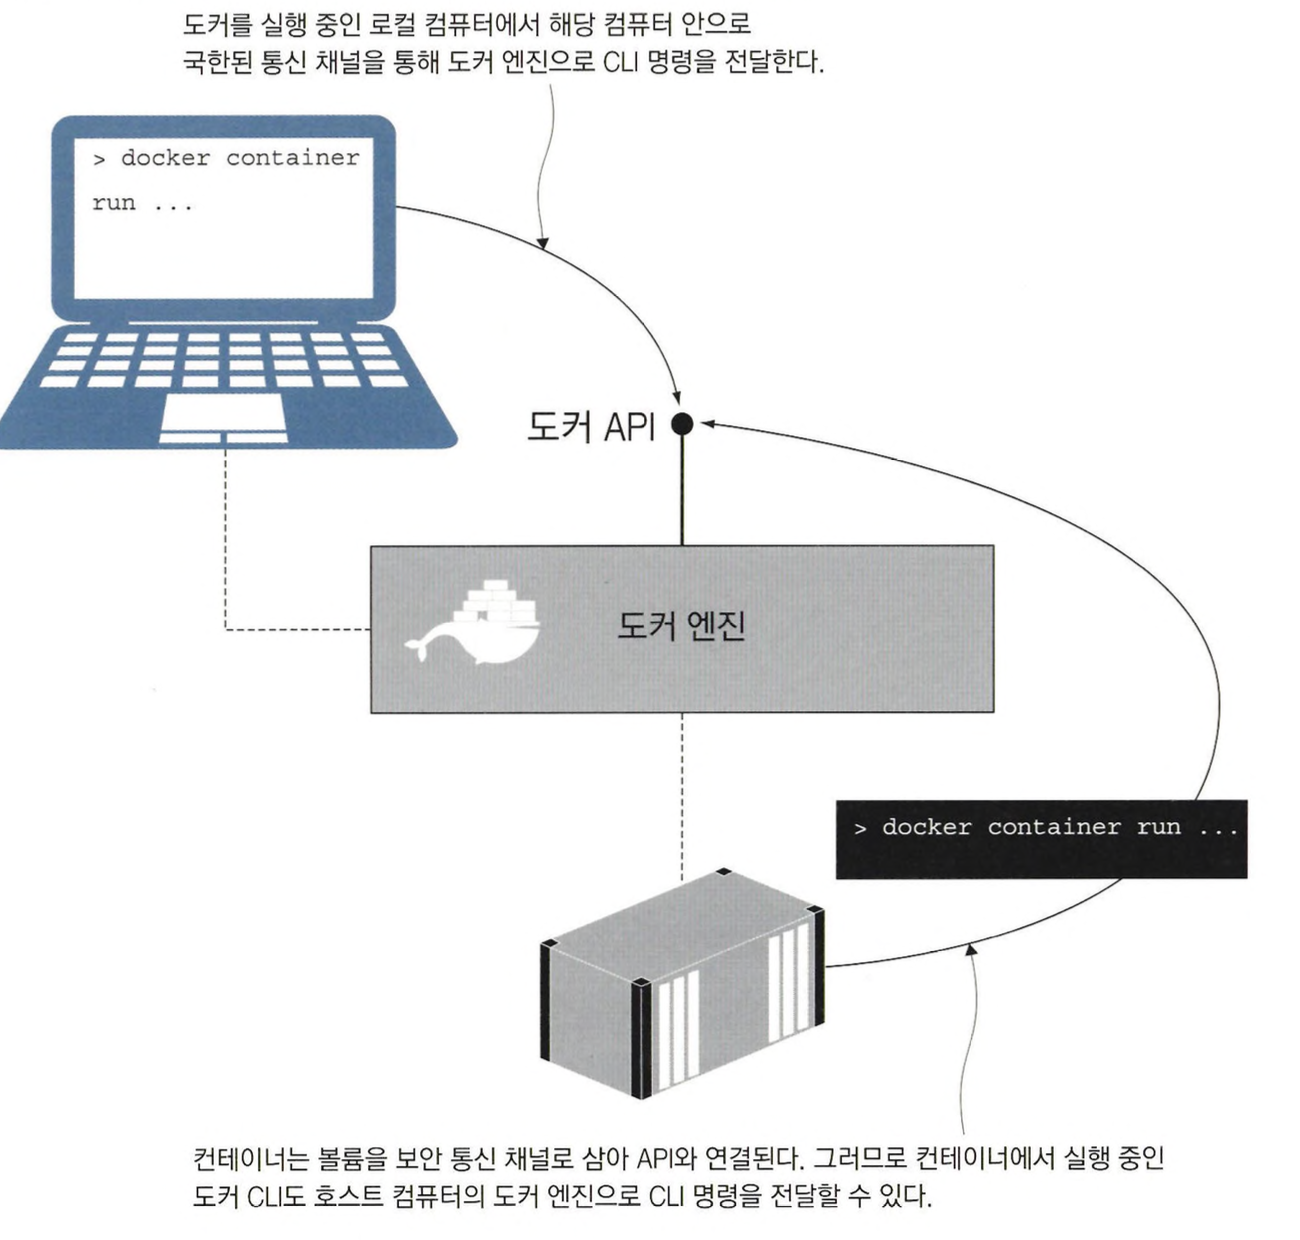 도커를 실행 중인 로컬 컴퓨터에서 해당 컴퓨터 안으로
국한된 통신 채널을 통해 도커 엔진으로 CLI 명령을 전달한다.
> docker container
run ...
도커 API
도커 엔진
> docker container run ...
컨테이너는 볼륨을 보안 통신 채널로 삼아 API와 연결된다. 그러므로 컨테이너에서 실행 중인
도커 CLI도 호스트 컴퓨터의 도커 엔진으로 CLI 명령을 전달할 수 있다.